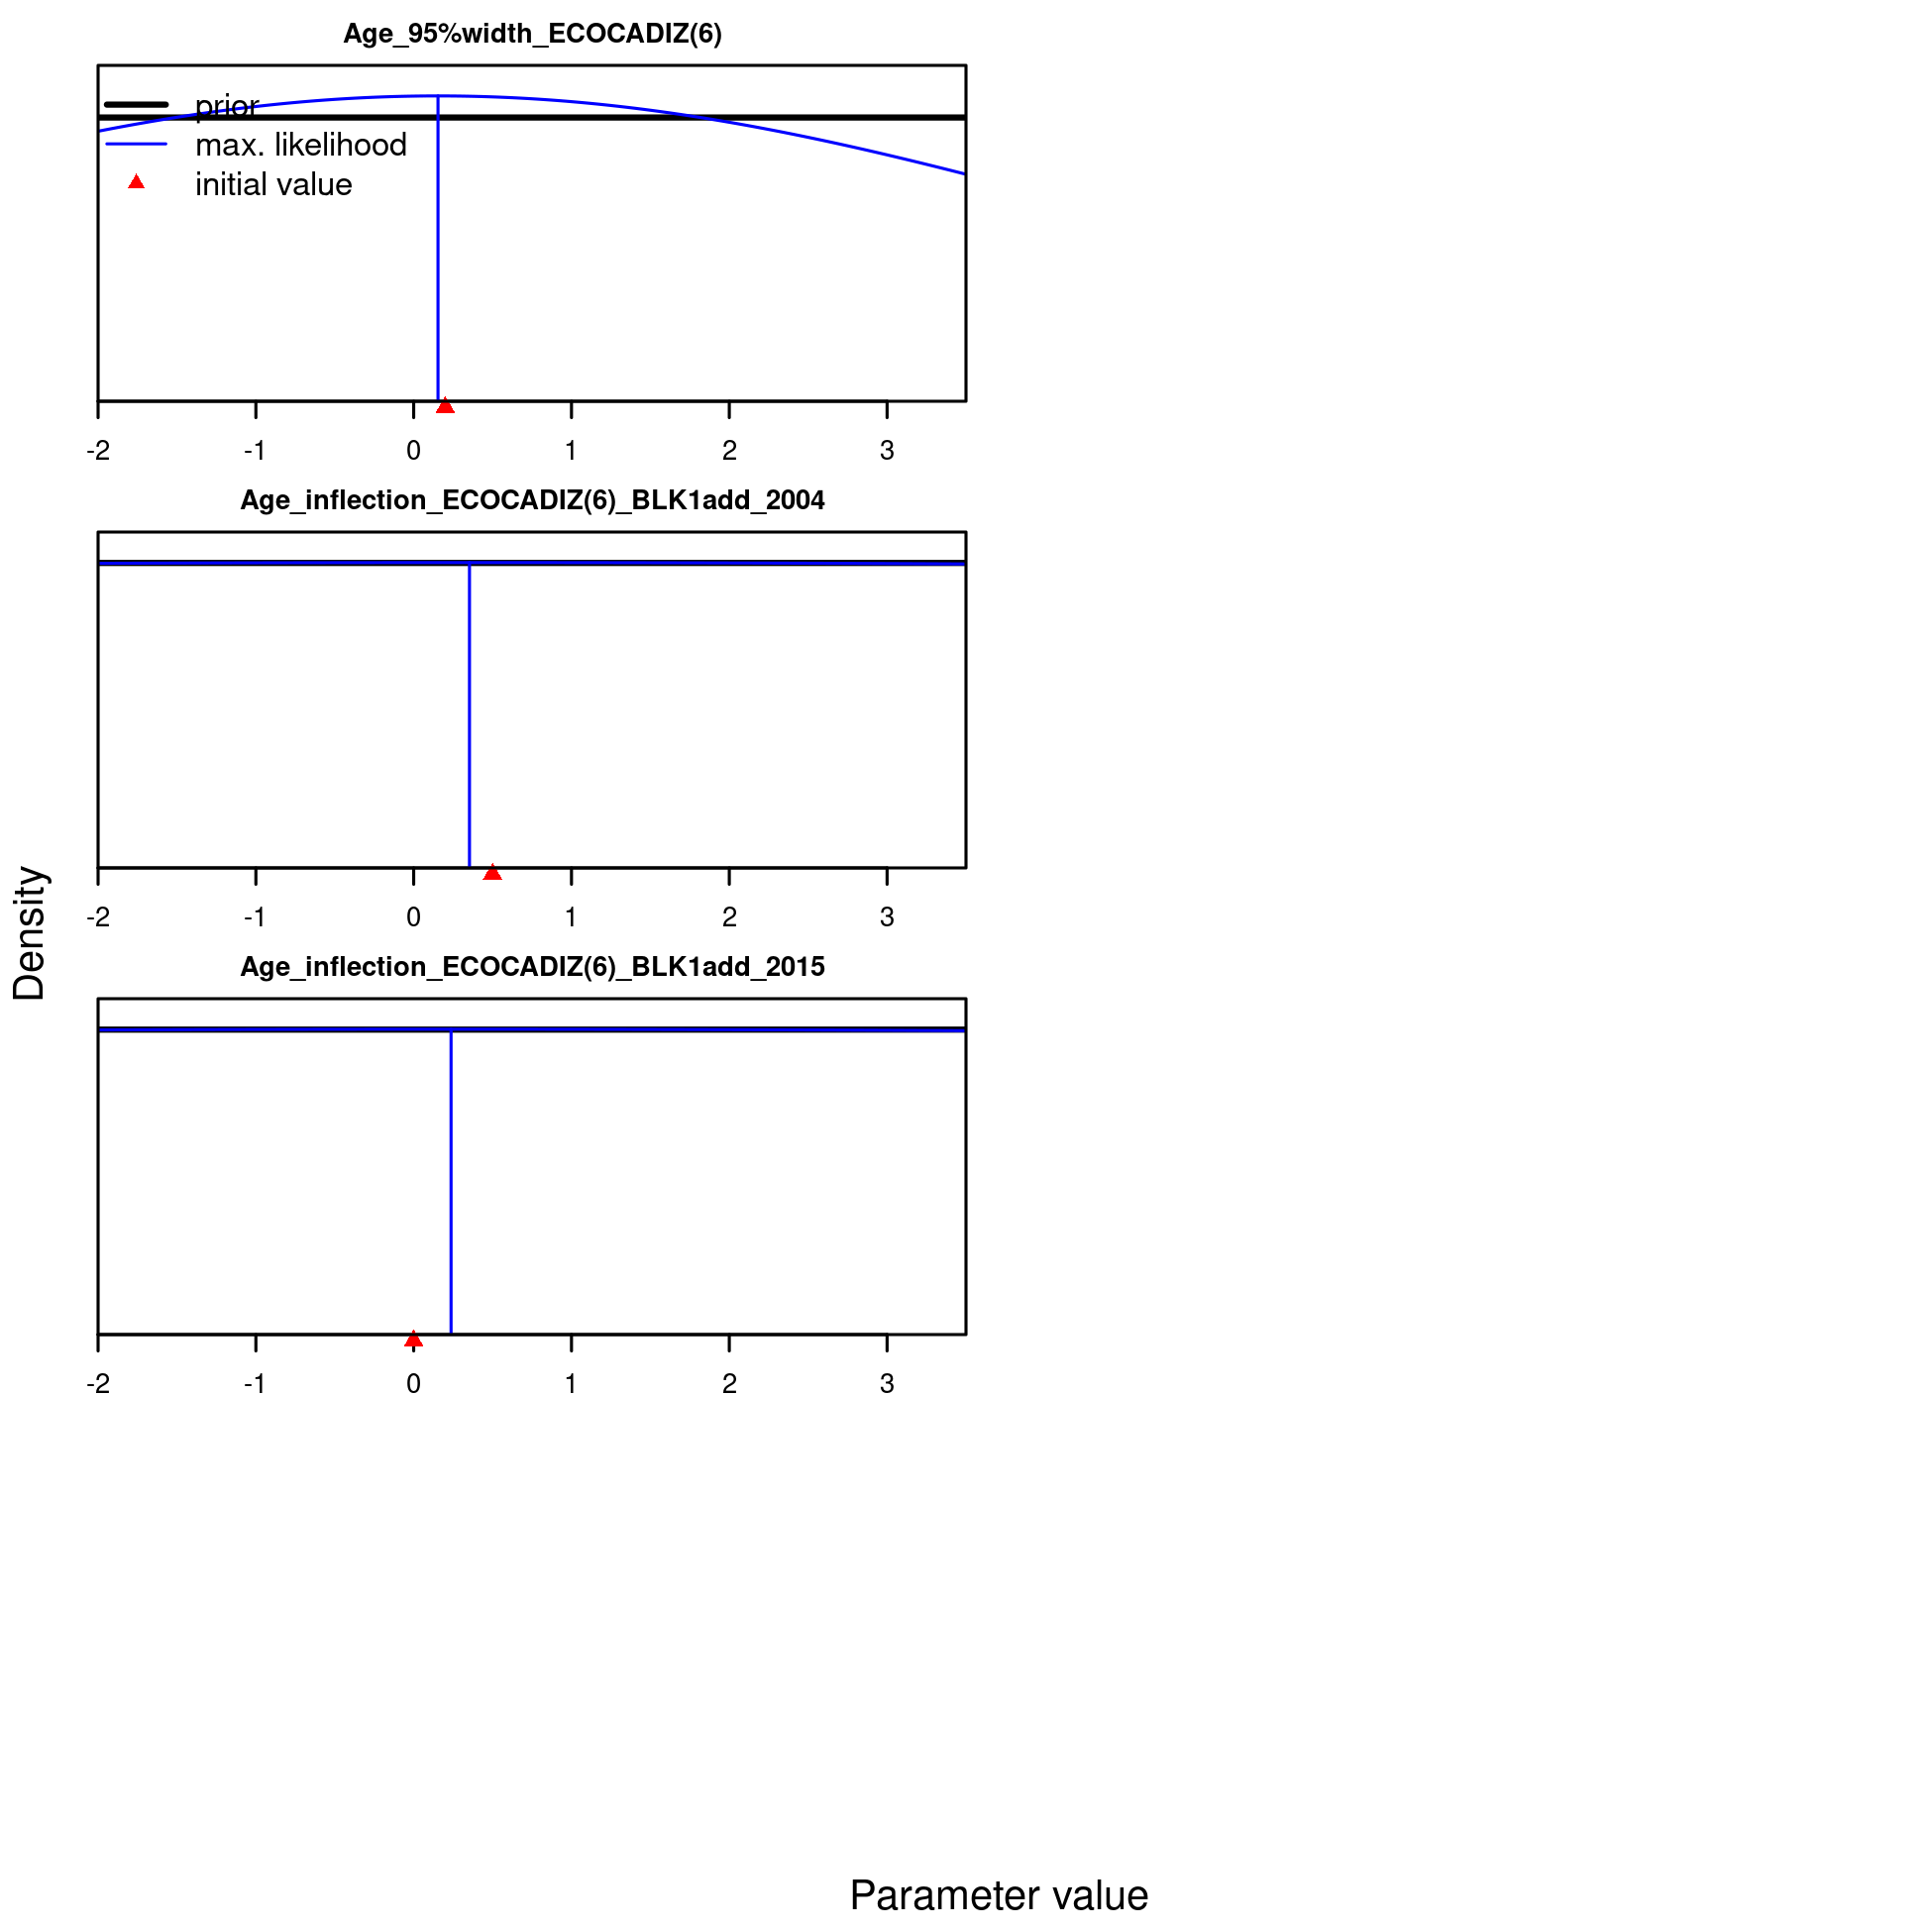 Age_95%width_ECOCADIZ(6)
prior
max. likelihood
initial value
-2 -1 0 1 2 3
Age_inflection_ECOCADIZ(6)_BLK1add_2004
-2 -1 0 1 2 3
Age_inflection_ECOCADIZ(6)_BLK1add_2015
-2 -1 0 1 2 3
Density
Parameter value